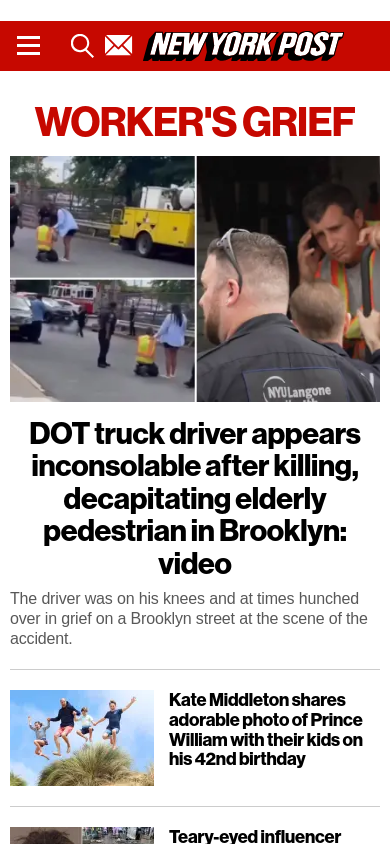 NEW YORK POST
WORKER'S GRIEF
NYU Langone
DOT truck driver appears
inconsolable after killing,
decapitating elderly
pedestrian in Brooklyn:
video
The driver was on his knees and at times hunched
over in grief on a Brooklyn street at the scene of the
accident.
Kate Middleton shares
adorable photo of Prince
William with their kids on
his 42nd birthday
Teary-eyed influencer